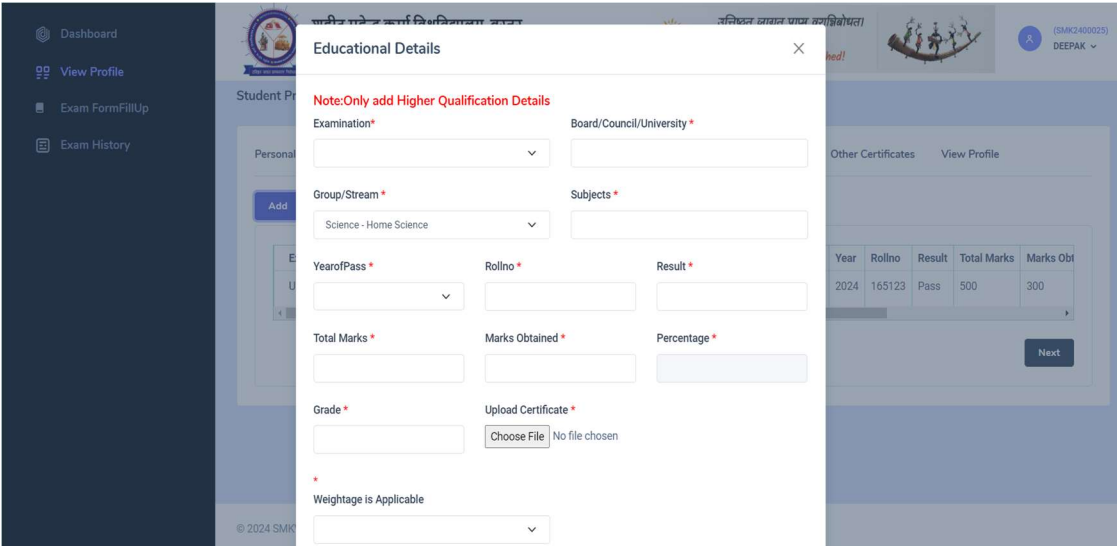 Dashboard
View Profile
Exam FormFillUp
Exam History
(SMK2400025)
DEEPAK
hed!
Student Pr
Personal
Other Certificates View Profile
Add
Year Rollno Result Total Marks Marks Obt
2024 165123 Pass 500 300
Next
© 2024 SMK
Educational Details
Note:Only add Higher Qualification Details
Examination* Board/Council/University *
Group/Stream * Subjects *
Science - Home Science
YearofPass * Rollno * Result *
Total Marks * Marks Obtained * Percentage *
Grade * Upload Certificate *
Choose File No file chosen
*
Weightage is Applicable